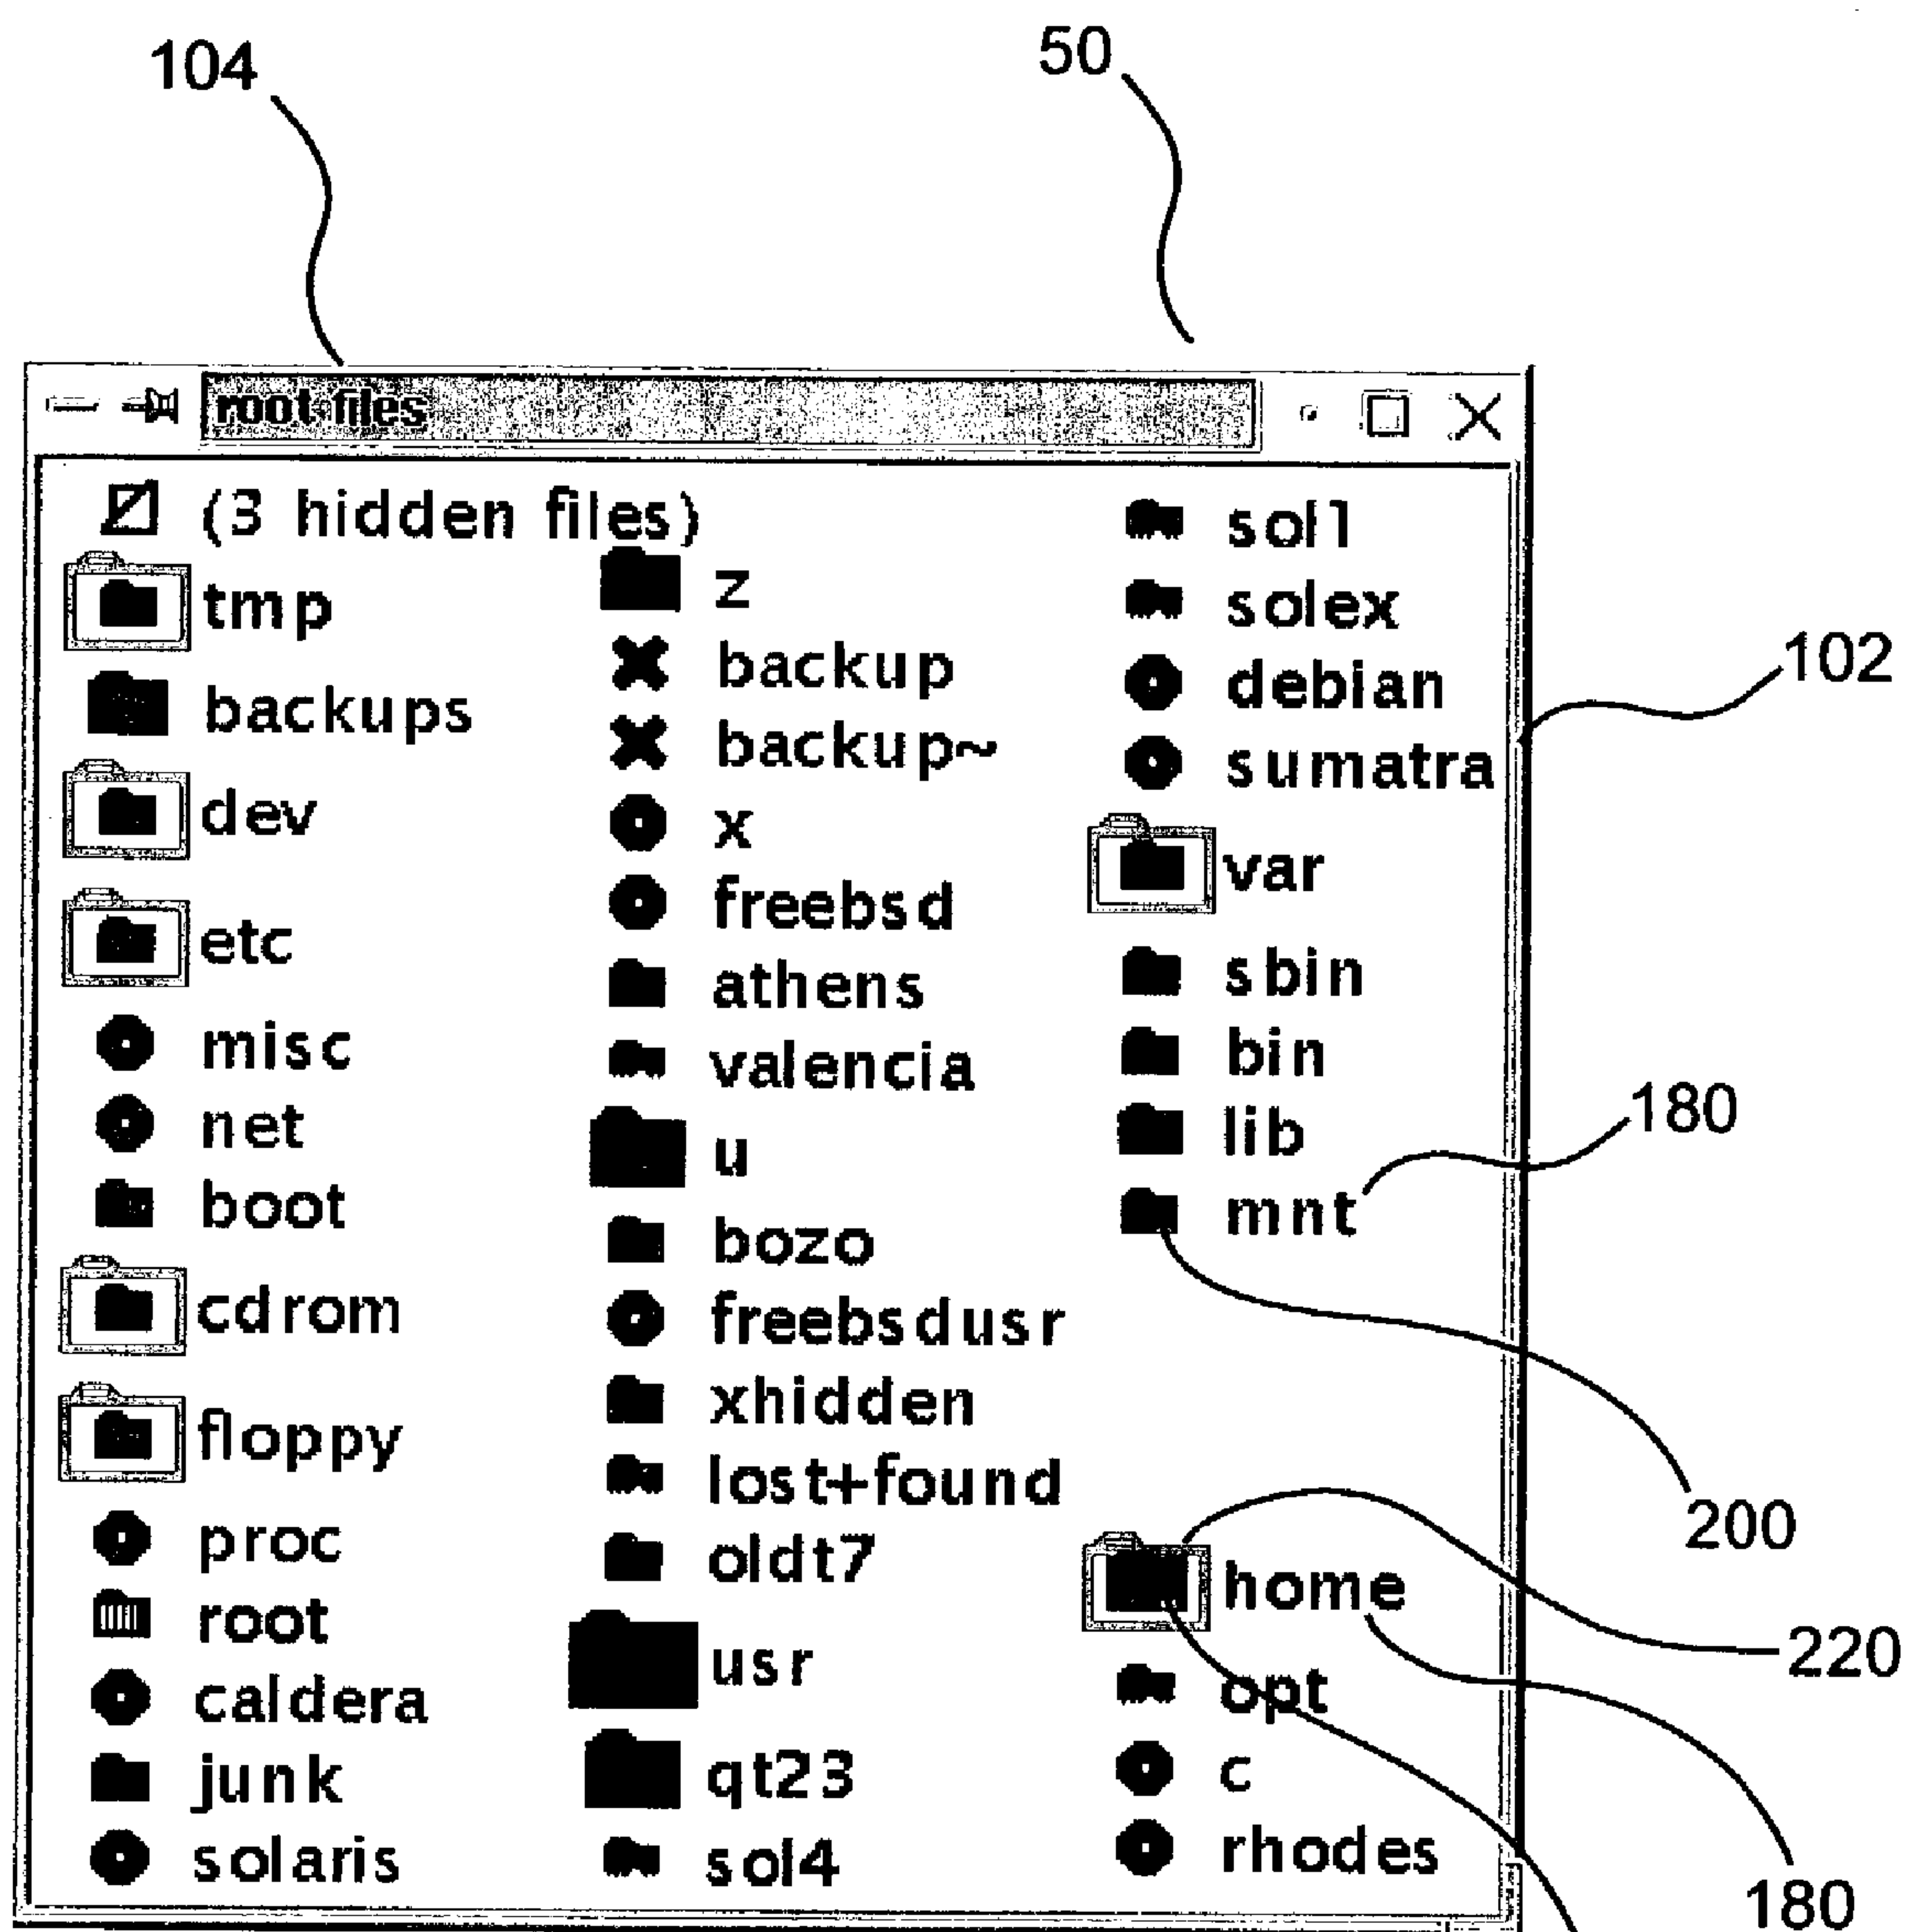 104
50
root files
(3 hidden files)
tmp
backups
dev
etc
misc
net
boot
cdrom
floppy
proc
root
caldera
junk
solaris
z
backup
backup~
x
freebsd
athens
valencia
u
bozo
freebsdusr
xhidden
lost+found
oldt7
usr
qt23
sol4
sol1
solex
debian
sumatra
var
sbin
bin
lib
mnt
home
opt
c
rhodes
102
180
200
220
180